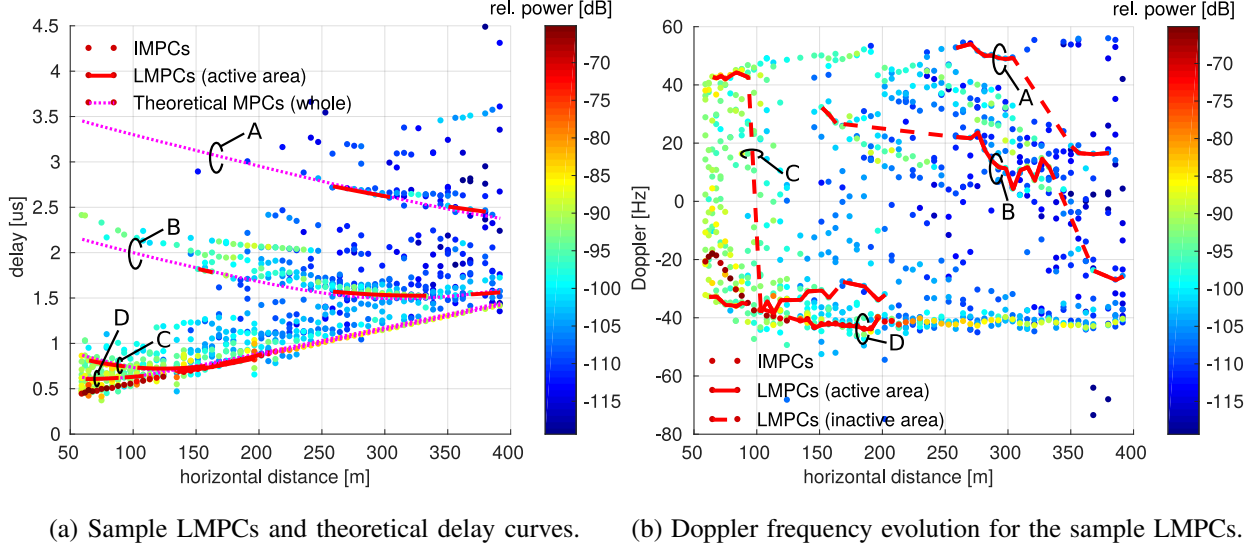 rel. power [dB]
4.5
4
3.5
3
2.5
2
1.5
1
0.5
0
delay [us]
IMPCs
LMPCs (active area)
Theoretical MPCs (whole)
A
B
D
C
50
100
150
200
250
300
350
400
horizontal distance [m]
-70
-75
-80
-85
-90
-95
-100
-105
-110
-115
(a) Sample LMPCs and theoretical delay curves.
rel. power [dB]
60
40
20
0
-20
-40
-60
-80
Doppler [Hz]
A
C
B
D
IMPCs
LMPCs (active area)
LMPCs (inactive area)
50
100
150
200
250
300
350
400
horizontal distance [m]
-70
-75
-80
-85
-90
-95
-100
-105
-110
-115
(b) Doppler frequency evolution for the sample LMPCs.